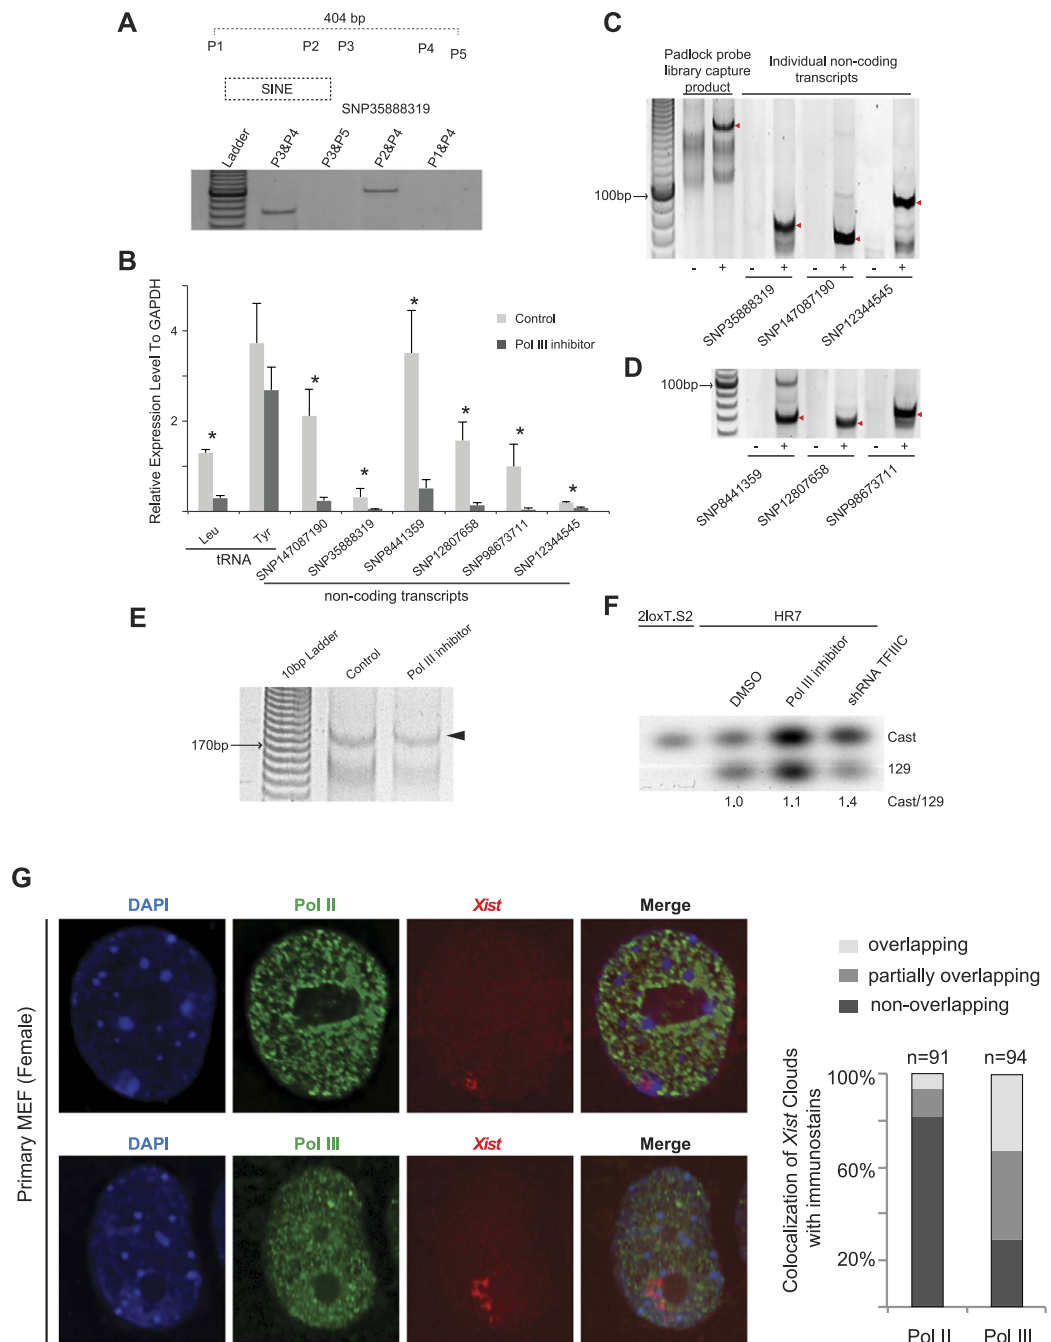 A
404 bp
P1 P2 P3 P4 P5
SINE
SNP35888319
Ladder P3&P4 P3&P5 P2&P4 P1&P4
B
Relative Expression Level To GAPDH
4
2
Control
Pol III inhibitor
* * * * * * *
Leu Tyr SNP147087190 SNP35888319 SNP8441359 SNP12807658 SNP98673711 SNP12344545
tRNA
non-coding transcripts
C
Padlock probe
library capture
product
Individual non-coding
transcripts
100bp
- + - + - + - +
SNP35888319 SNP147087190 SNP12344545
D
100bp
- + - + - +
SNP8441359 SNP12807658 SNP98673711
E
10bp Ladder Control Pol III inhibitor
170bp
F
2loxT.S2 HR7
DMSO Pol III inhibitor shRNA TFIIIC
Cast
129
1.0 1.1 1.4 Cast/129
G
Primary MEF (Female)
DAPI Pol II Xist Merge
DAPI Pol III Xist Merge
overlapping
partially overlapping
non-overlapping
Colocalization of Xist Clouds
with immunostains
n=91 n=94
100%
60%
20%
Pol II Pol III